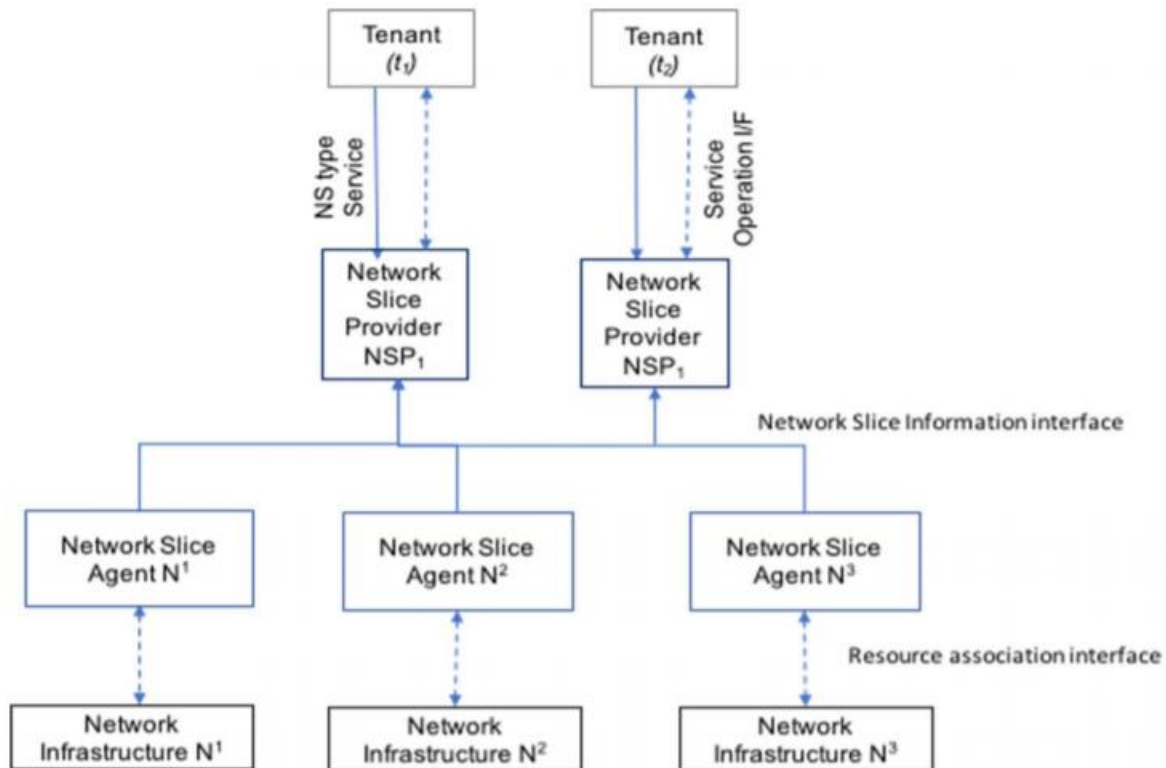 Tenant
(t₁)
Tenant
(t₂)
NS type
Service
Service
Operation I/F
Network
Slice
Provider
NSP₁
Network
Slice
Provider
NSP₁
Network Slice Information interface
Network Slice
Agent N¹
Network Slice
Agent N²
Network Slice
Agent N³
Resource association interface
Network
Infrastructure N¹
Network
Infrastructure N²
Network
Infrastructure N³